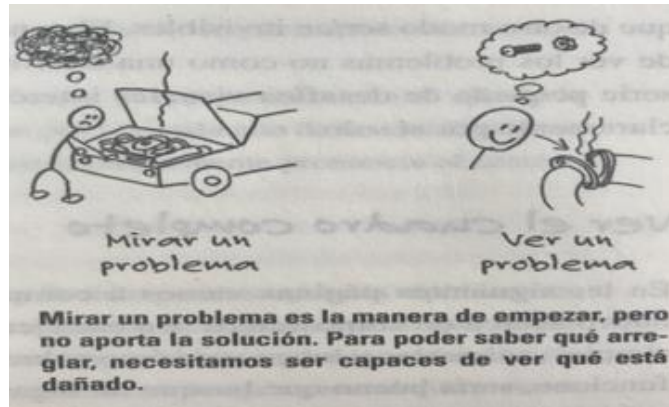 Mirar un
problema
Ver un
problema
Mirar un problema es la manera de empezar, pero
no aporta la solución. Para poder saber qué arre-
glar, necesitamos ser capaces de ver qué está
dañado.